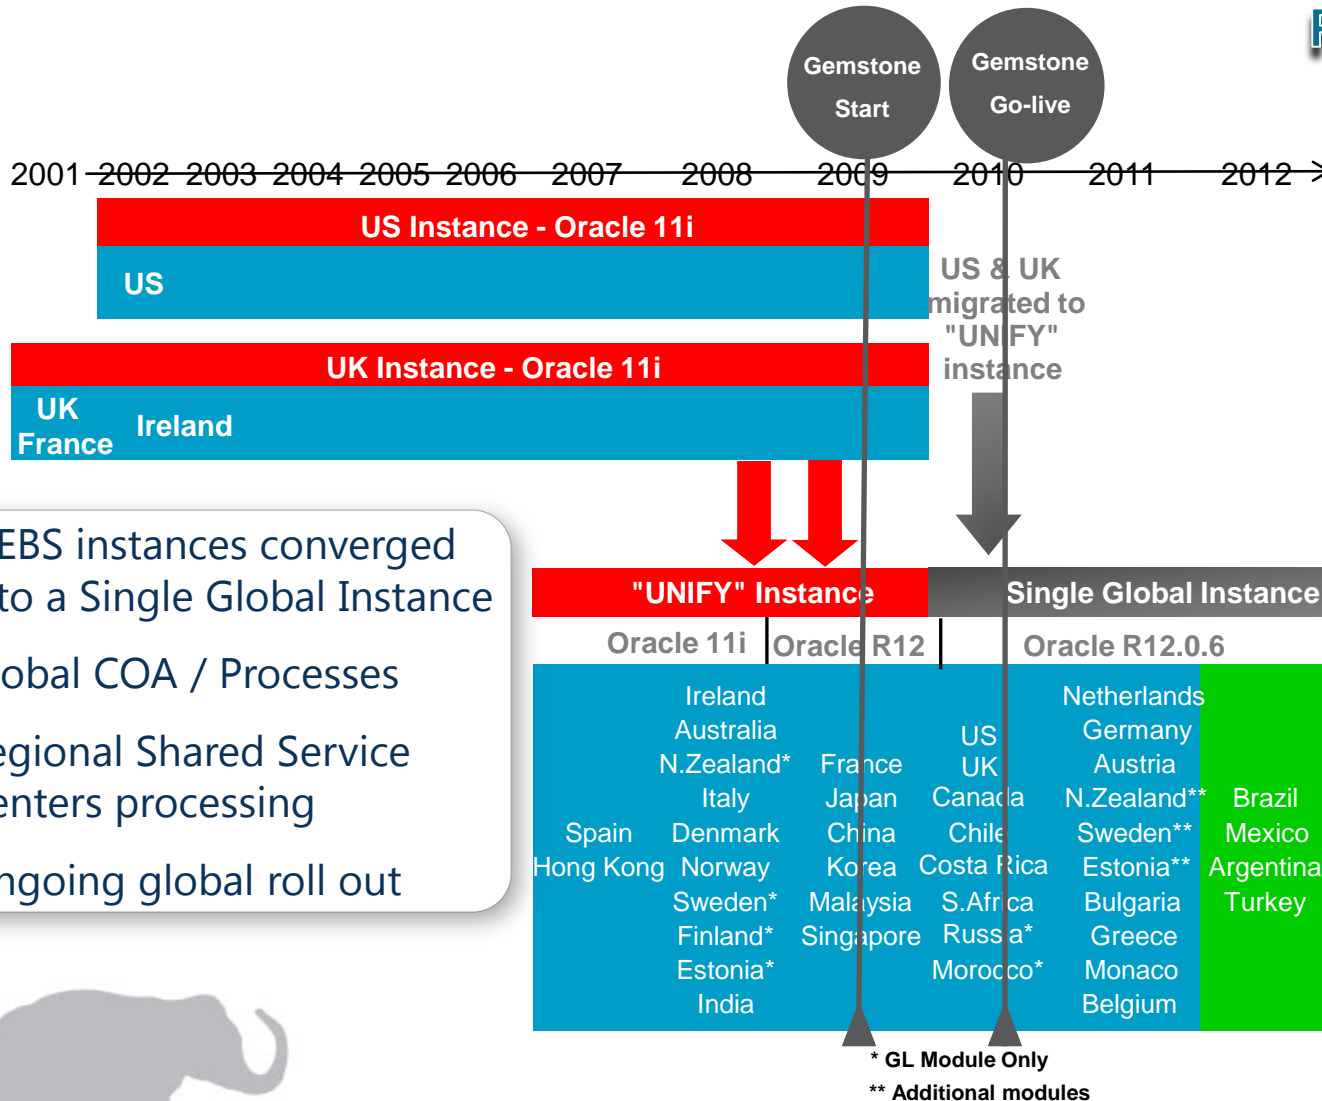 Gemstone
Start
Gemstone
Go-live
2001 2002 2003 2004 2005 2006 2007 2008 2009 2010 2011 2012
US Instance - Oracle 11i
US
US & UK
migrated to
"UNIFY"
instance
UK Instance - Oracle 11i
UK
France
Ireland
EBS instances converged
to a Single Global Instance
obal COA / Processes
egional Shared Service
enters processing
ngoing global roll out
"UNIFY" Instance
Single Global Instance
Oracle 11i
Oracle R12
Oracle R12.0.6
Spain
Hong Kong
Ireland
Australia
N.Zealand*
Italy
Denmark
Norway
Sweden*
Finland*
Estonia*
India
France
Japan
China
Korea
Malaysia
Singapore
US
UK
Canada
Chile
Costa Rica
S.Africa
Russia*
Morocco*
Netherlands
Germany
Austria
N.Zealand**
Sweden**
Estonia**
Bulgaria
Greece
Monaco
Belgium
Brazil
Mexico
Argentina
Turkey
* GL Module Only
** Additional modules